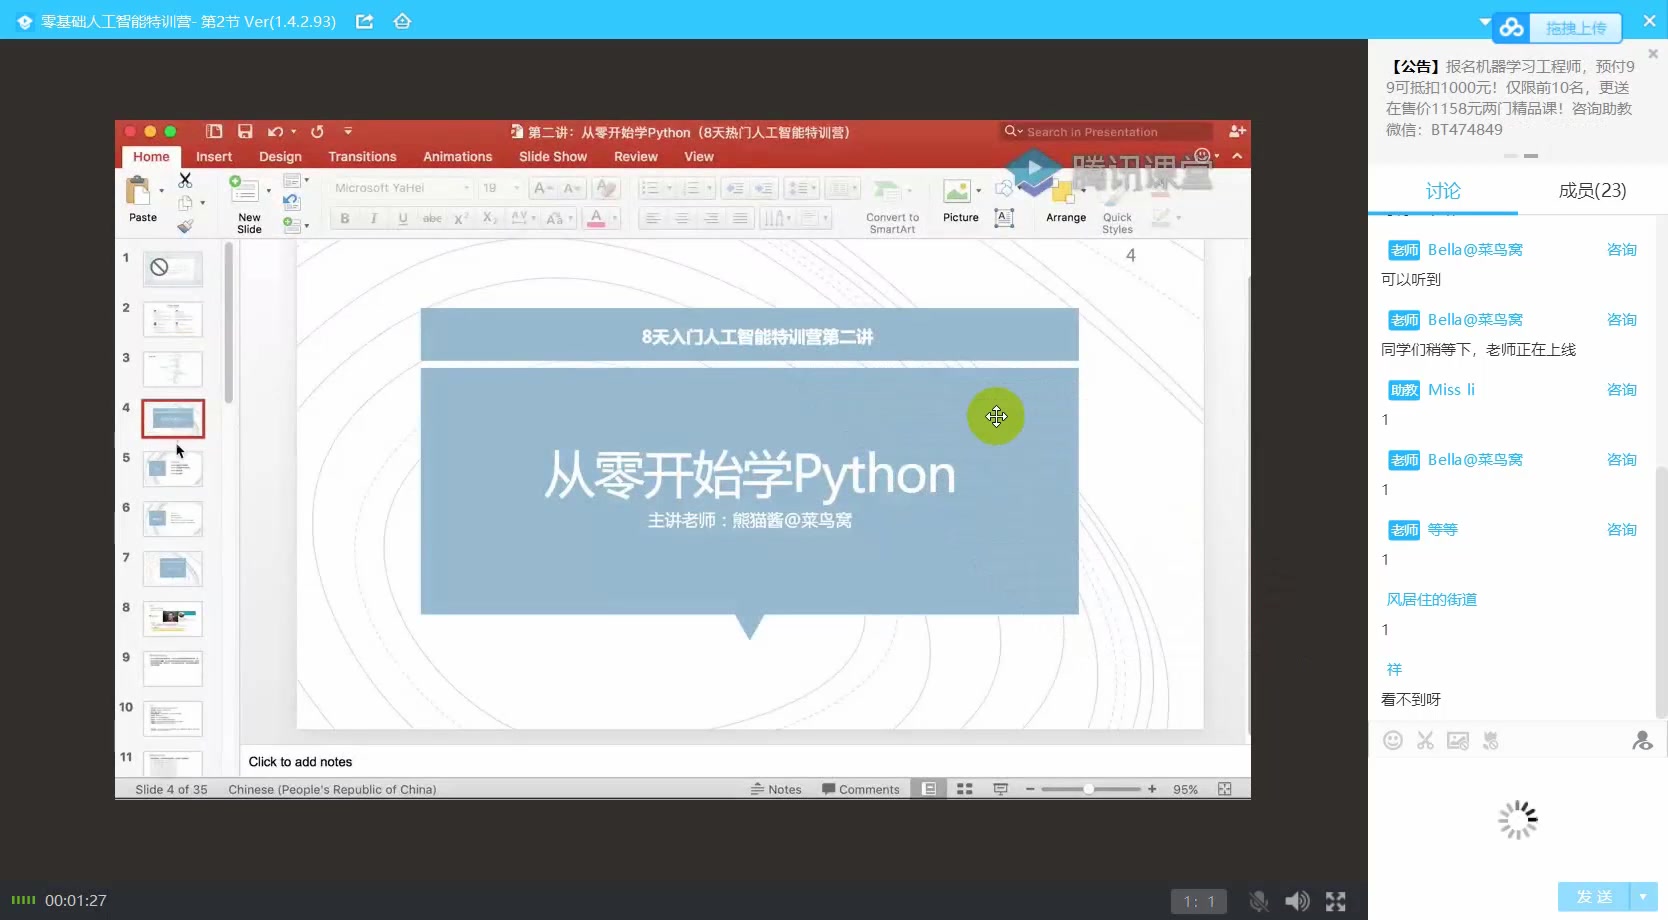 零基础人工智能特训营- 第2节 Ver(1.4.2.93)
拖拽上传
【公告】报名机器学习工程师，预付9
9可抵扣1000元！仅限前10名，更送
在售价1158元两门精品课！咨询助教
微信：BT474849
讨论
成员(23)
老师 Bella@菜鸟窝 咨询
可以听到
老师 Bella@菜鸟窝 咨询
同学们稍等下，老师正在上线
助教 Miss li 咨询
1
老师 Bella@菜鸟窝 咨询
1
老师 等等 咨询
1
风居住的街道
1
祥
看不到呀
发 送
第二讲：从零开始学Python（8天热门人工智能特训营）
Search in Presentation
Home Insert Design Transitions Animations Slide Show Review View
腾讯课堂
Paste
New
Slide
Microsoft YaHei 18
B I U abc X² X₂ AV Aa A
Convert to
SmartArt
Picture
Arrange
Quick
Styles
1
2
3
4
5
6
7
8
9
10
11
4
8天入门人工智能特训营第二讲
从零开始学Python
主讲老师：熊猫酱@菜鸟窝
Click to add notes
Slide 4 of 35 Chinese (People's Republic of China) Notes Comments 95%
00:01:27
1: 1